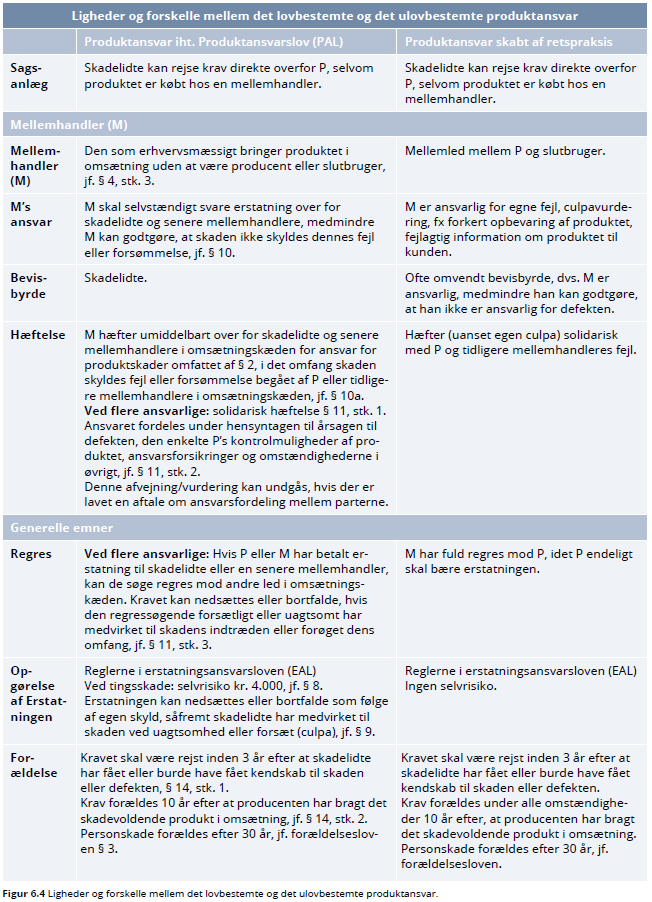 Ligheder og forskelle mellem det lovbestemte og det ulovbestemte produktansvar
Produktansvar iht. Produktansvarslov (PAL)
Produktansvar skabt af retspraksis
Sags-
anlæg
Skadelidte kan rejse krav direkte overfor P, selvom
produktet er købt hos en mellemhandler.
Skadelidte kan rejse krav direkte overfor
P, selvom produktet er købt hos en
mellemhandler.
Mellemhandler (M)
Mellem-
handler
(M)
Den som erhvervsmæssigt bringer produktet i
omsætning uden at være producent eller slutbruger,
jf. § 4, stk. 3.
Mellemled mellem P og slutbruger.
M's
ansvar
M skal selvstændigt svare erstatning over for
skadelidte og senere mellemhandlere, medmindre
M kan godtgøre, at skaden ikke skyldes dennes fejl
eller forsømmelse, jf. § 10.
M er ansvarlig for egne fejl, culpavurde-
ring, fx forkert opbevaring af produktet,
fejlagtig information om produktet til
kunden.
Bevis-
byrde
Skadelidte.
Ofte omvendt bevisbyrde, dvs. M er
ansvarlig, medmindre han kan godtgøre,
at han ikke er ansvarlig for defekten.
Hæftelse
M hæfter umiddelbart over for skadelidte og senere
mellemhandlere i omsætningskæden for ansvar for
produktskader omfattet af § 2, i det omfang skaden
skyldes fejl eller forsømmelse begået af P eller tidlige-
re mellemhandlere i omsætningskæden, jf. § 10a.
Ved flere ansvarlige: solidarisk hæftelse § 11, stk. 1.
Ansvaret fordeles under hensyntagen til årsagen til
defekten, den enkelte P's kontrolmuligheder af pro-
duktet, ansvarsforsikringer og omstændighederne i
øvrigt, jf. § 11, stk. 2.
Denne afvejning/vurdering kan undgås, hvis der er
lavet en aftale om ansvarsfordeling mellem parterne.
Hæfter (uanset egen culpa) solidarisk
med P og tidligere mellemhandleres fejl.
Generelle emner
Regres
Ved flere ansvarlige: Hvis P eller M har betalt er-
statning til skadelidte eller en senere mellemhandler,
kan de søge regres mod andre led i omsætnings-
kæden. Kravet kan nedsættes eller bortfalde, hvis
den regressøgende forsætligt eller uagtsomt har
medvirket til skadens indtræden eller forøget dens
omfang, jf. § 11, stk. 3.
M har fuld regres mod P, idet P endeligt
skal bære erstatningen.
Op-
gørelse
af Erstat-
ningen
Reglerne i erstatningsansvarsloven (EAL)
Ved tingsskade: selvrisiko kr. 4.000, jf. § 8.
Erstatningen kan nedsættes eller bortfalde som følge
af egen skyld, såfremt skadelidte har medvirket til
skaden ved uagtsomhed eller forsæt (culpa), jf. § 9.
Reglerne i erstatningsansvarsloven (EAL)
Ingen selvrisiko.
For-
ældelse
Kravet skal være rejst inden 3 år efter at skadelidte
har fået eller burde have fået kendskab til skaden
eller defekten, § 14, stk. 1.
Krav forældes 10 år efter at producenten har bragt det
skadevoldende produkt i omsætning, jf. § 14, stk. 2.
Personskade forældes efter 30 år, jf. forældelseslov-
en § 3.
Kravet skal være rejst inden 3 år efter at
skadelidte har fået eller burde have fået
kendskab til skaden eller defekten.
Krav forældes under alle omstændighe-
der 10 år efter, at producenten har bragt
det skadevoldende produkt i omsætning.
Personskade forældes efter 30 år, jf.
forældelsesloven.
Figur 6.4 Ligheder og forskelle mellem det lovbestemte og det ulovbestemte produktansvar.